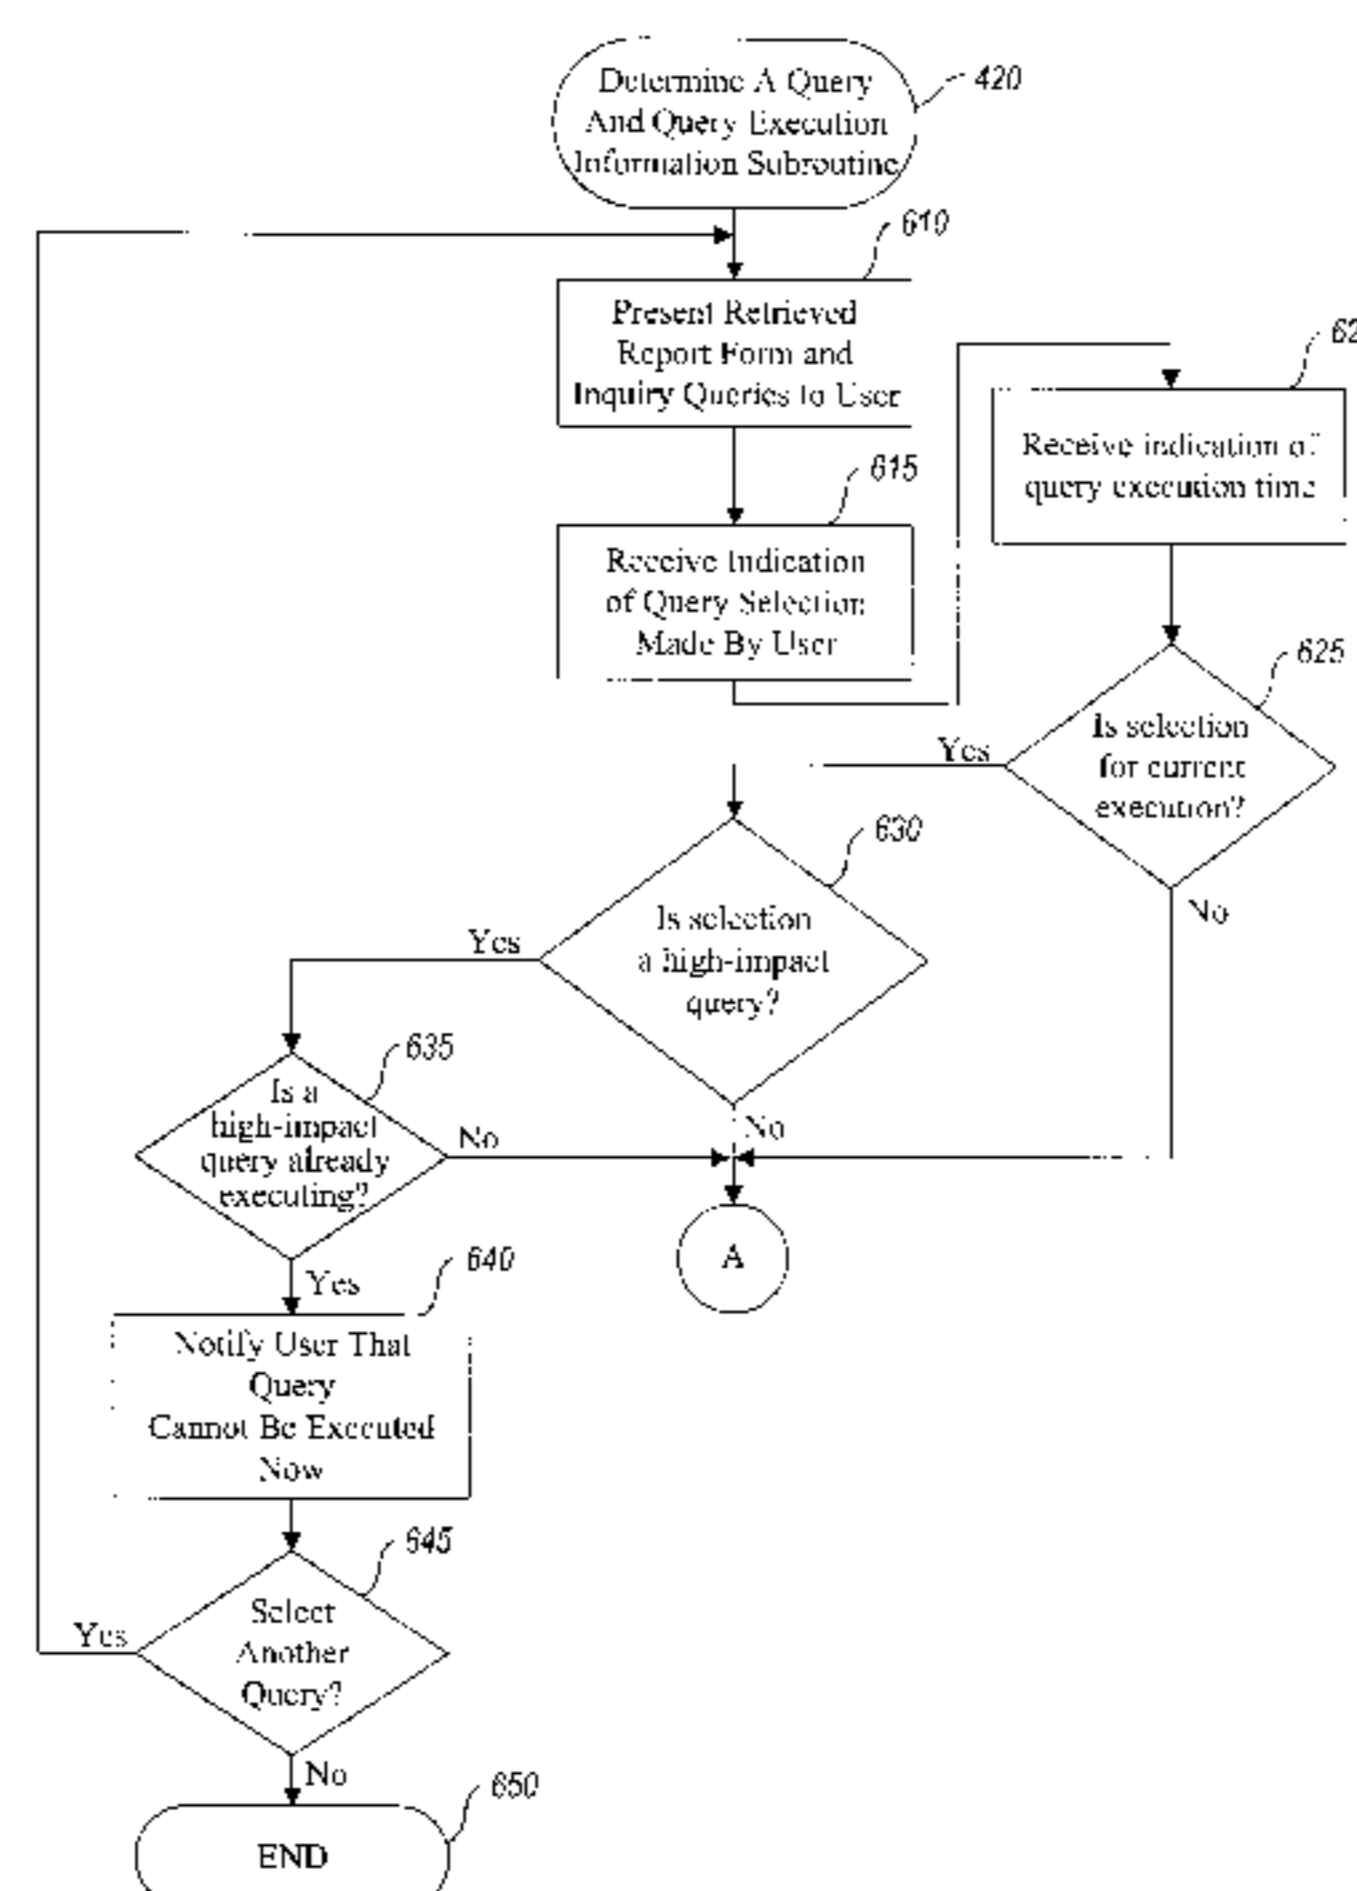 Determine A Query
And Query Execution
Information Subroutine
420
610
Present Retrieved
Report Form and
Inquiry Queries to User
615
Receive Indication
of Query Selection
Made By User
Receive indication of
query execution time
625
Is selection
for current
execution?
Yes
No
630
Is selection
a high-impact
query?
Yes
No
635
Is a
high-impact
query already
executing?
No
Yes
A
640
Notify User That
Query
Cannot Be Executed
Now
645
Select
Another
Query?
Yes
No
650
END